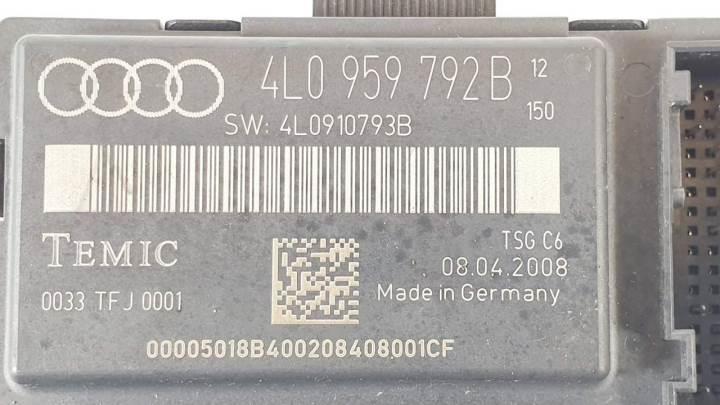 4L0 959 792B 12
150
SW: 4L0910793B
TEMIC
TSG C6
08.04.2008
0033 TFJ 0001
Made in Germany
00005018B400208408001CF